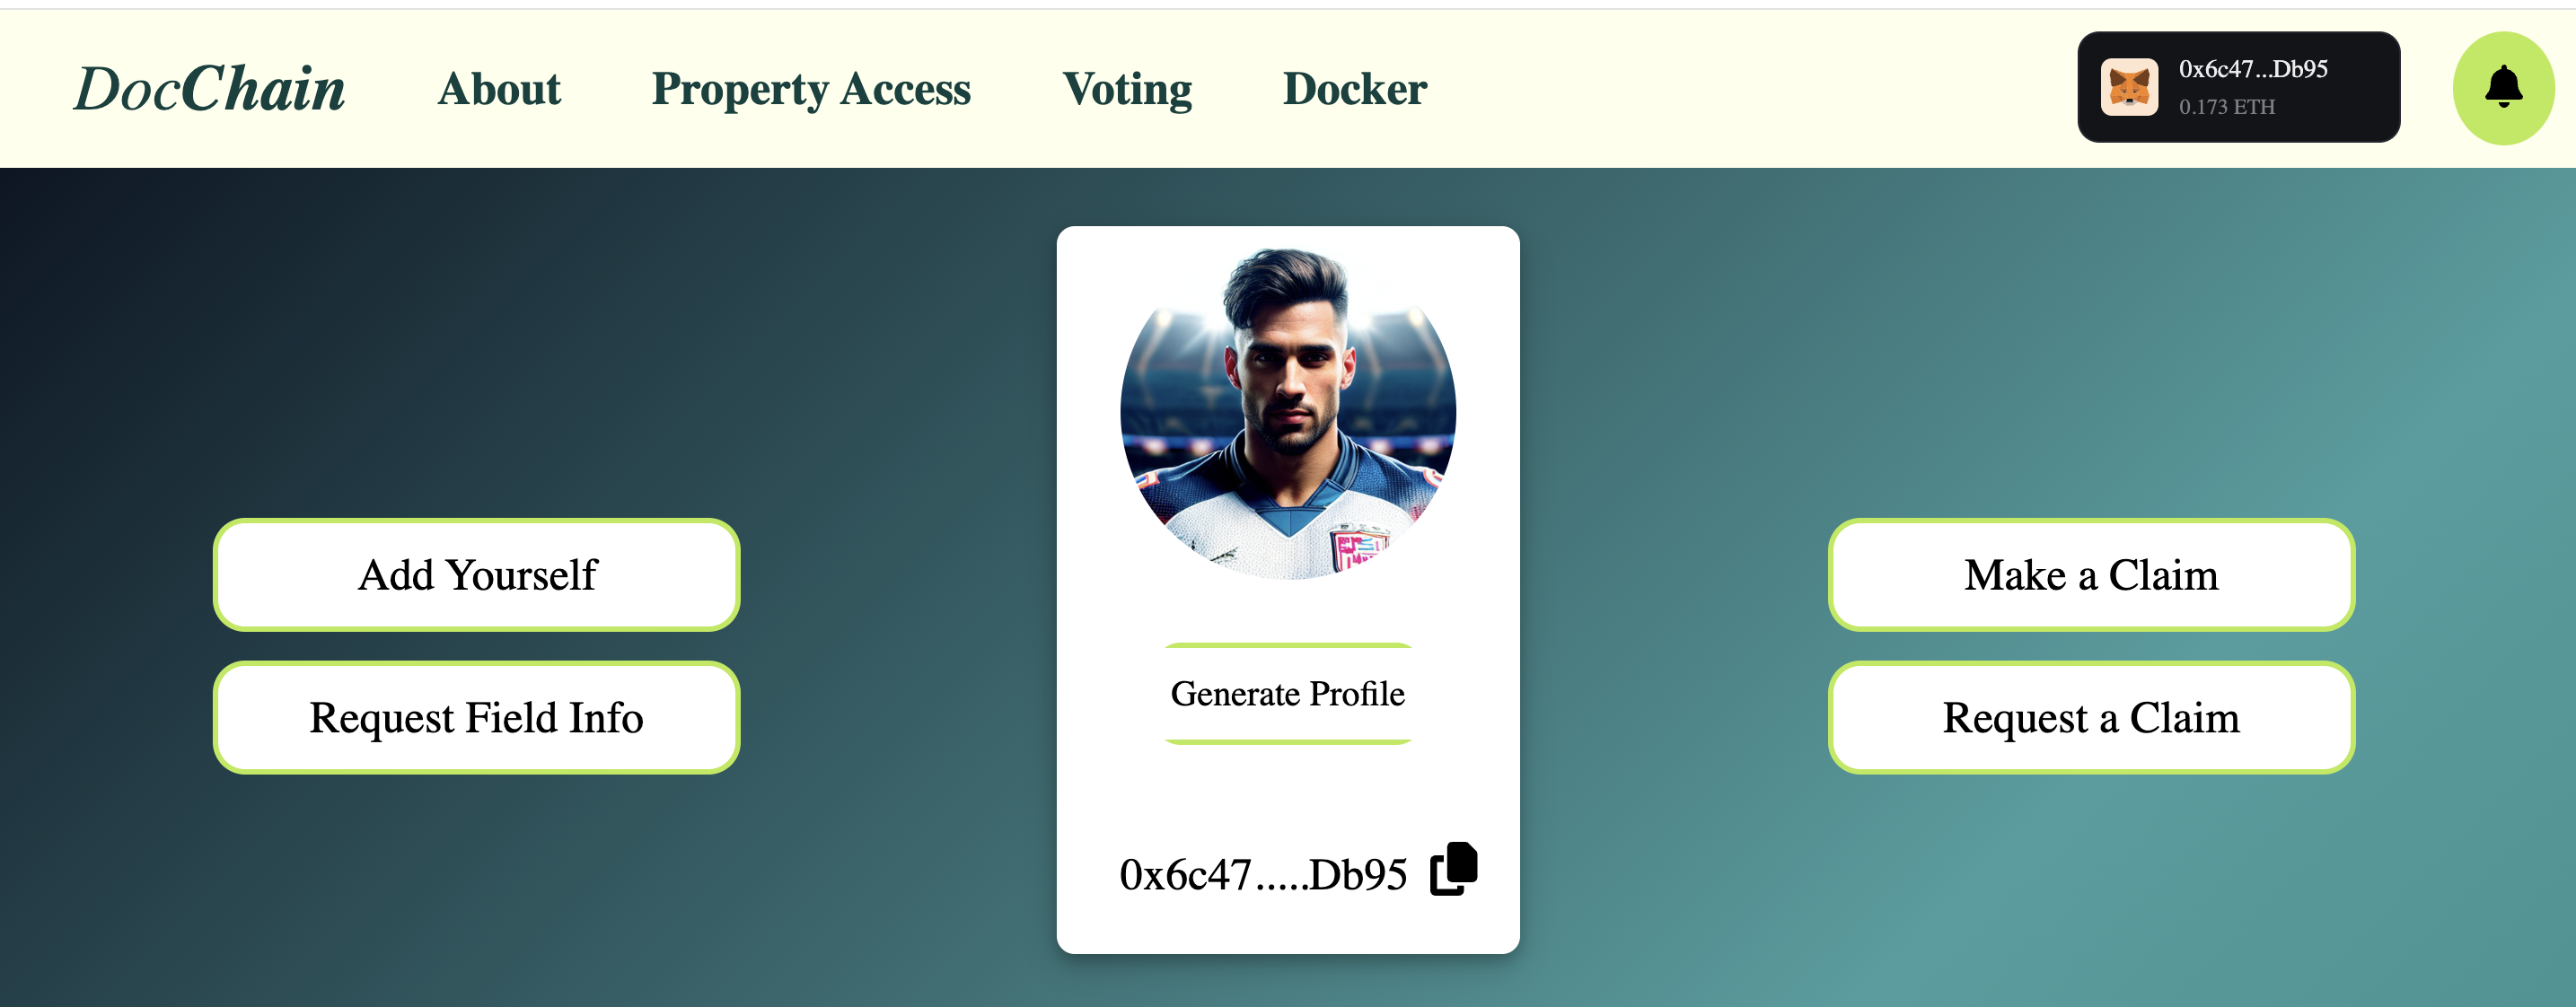 DocChain
About
Property Access
Voting
Docker
0x6c47...Db95
0.173 ETH
Add Yourself
Request Field Info
Generate Profile
0x6c47.....Db95
Make a Claim
Request a Claim